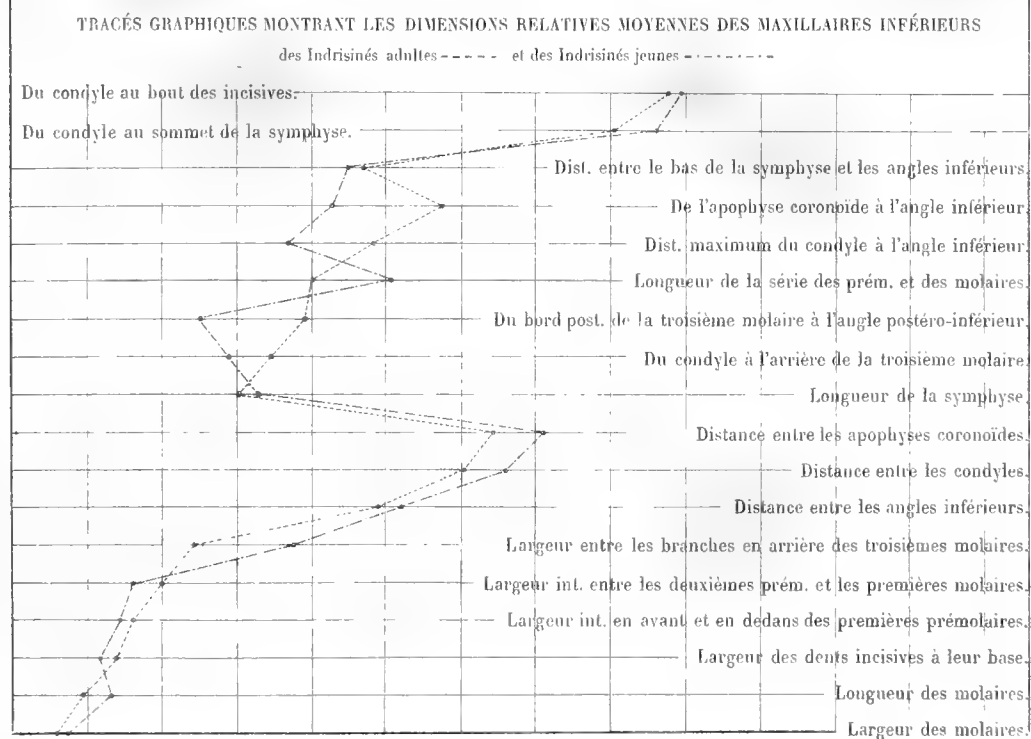 TRACÉS GRAPHIQUES MONTRANT LES DIMENSIONS RELATIVES MOYENNES DES MAXILLAIRES INFÉRIEURS
des Indrisinés adultes ----- et des Indrisinés jeunes -·-·-·-·-·-
Du condyle au bout des incisives.
Du condyle au sommet de la symphyse.
Dist. entre le bas de la symphyse et les angles inférieurs.
De l'apophyse coronoïde à l'angle inférieur.
Dist. maximum du condyle à l'angle inférieur.
Longueur de la série des prém. et des molaires.
Du bord post. de la troisième molaire à l'angle postéro-inférieur.
Du condyle à l'arrière de la troisième molaire.
Longueur de la symphyse.
Distance entre les apophyses coronoïdes.
Distance entre les condyles.
Distance entre les angles inférieurs.
Largeur entre les branches en arrière des troisièmes molaires.
Largeur int. entre les deuxièmes prém. et les premières molaires.
Largeur int. en avant et en dedans des premières prémolaires.
Largeur des dents incisives à leur base.
Longueur des molaires.
Largeur des molaires.